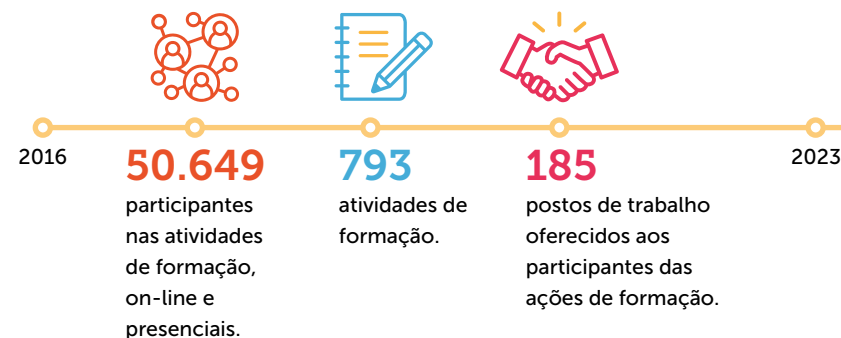 2016
50.649
participantes
nas atividades
de formação,
on-line e
presenciais.
793
atividades de
formação.
185
postos de trabalho
oferecidos aos
participantes das
ações de formação.
2023